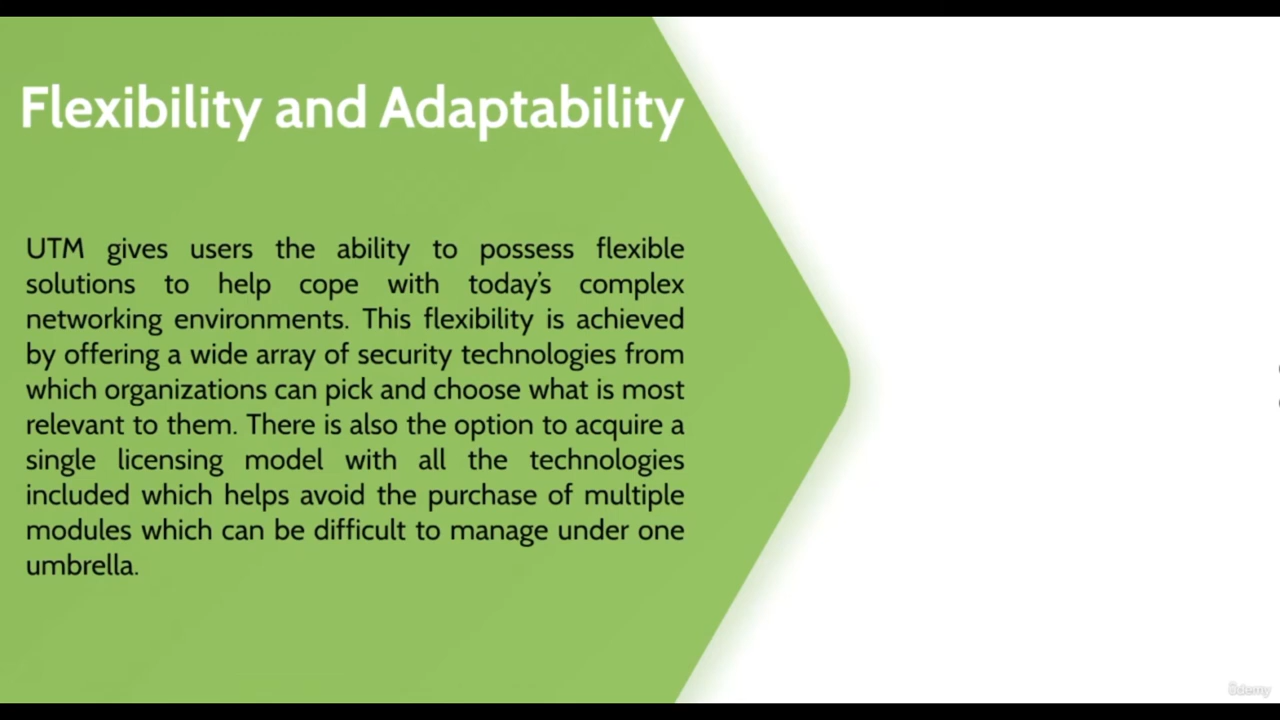 Flexibility and Adaptability
UTM gives users the ability to possess flexible
solutions to help cope with today's complex
networking environments. This flexibility is achieved
by offering a wide array of security technologies from
which organizations can pick and choose what is most
relevant to them. There is also the option to acquire a
single licensing model with all the technologies
included which helps avoid the purchase of multiple
modules which can be difficult to manage under one
umbrella.
ûdemy